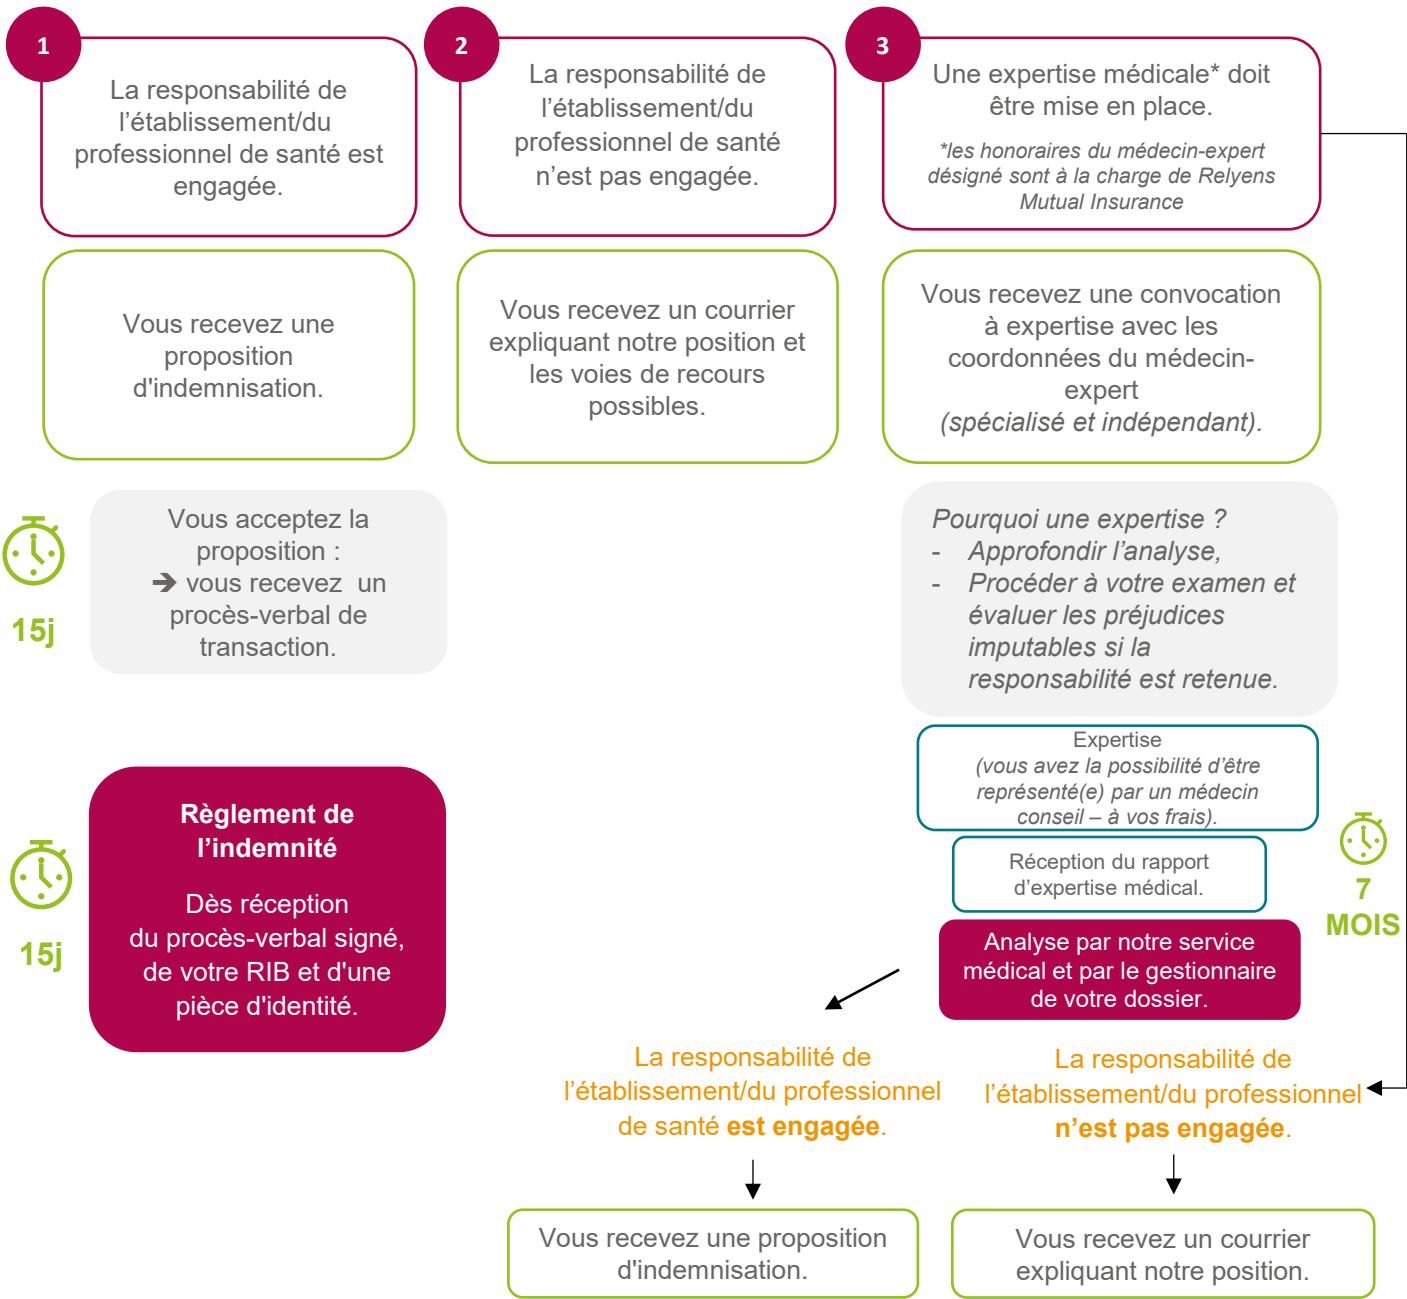 1
La responsabilité de
l’établissement/du
professionnel de santé est
engagée.
Vous recevez une
proposition
d'indemnisation.
15j
Vous acceptez la
proposition :
➔ vous recevez un
procès-verbal de
transaction.
15j
Règlement de
l’indemnité
Dès réception
du procès-verbal signé,
de votre RIB et d'une
pièce d'identité.
2
La responsabilité de
l’établissement/du
professionnel de santé
n’est pas engagée.
Vous recevez un courrier
expliquant notre position et
les voies de recours
possibles.
3
Une expertise médicale* doit
être mise en place.
*les honoraires du médecin-expert
désigné sont à la charge de Relyens
Mutual Insurance
Vous recevez une convocation
à expertise avec les
coordonnées du médecin-
expert
(spécialisé et indépendant).
Pourquoi une expertise ?
- Approfondir l’analyse,
- Procéder à votre examen et
évaluer les préjudices
imputables si la
responsabilité est retenue.
Expertise
(vous avez la possibilité d’être
représenté(e) par un médecin
conseil – à vos frais).
Réception du rapport
d’expertise médical.
7
MOIS
Analyse par notre service
médical et par le gestionnaire
de votre dossier.
La responsabilité de
l’établissement/du professionnel
de santé est engagée.
Vous recevez une proposition
d'indemnisation.
La responsabilité de
l’établissement/du professionnel
n’est pas engagée.
Vous recevez un courrier
expliquant notre position.